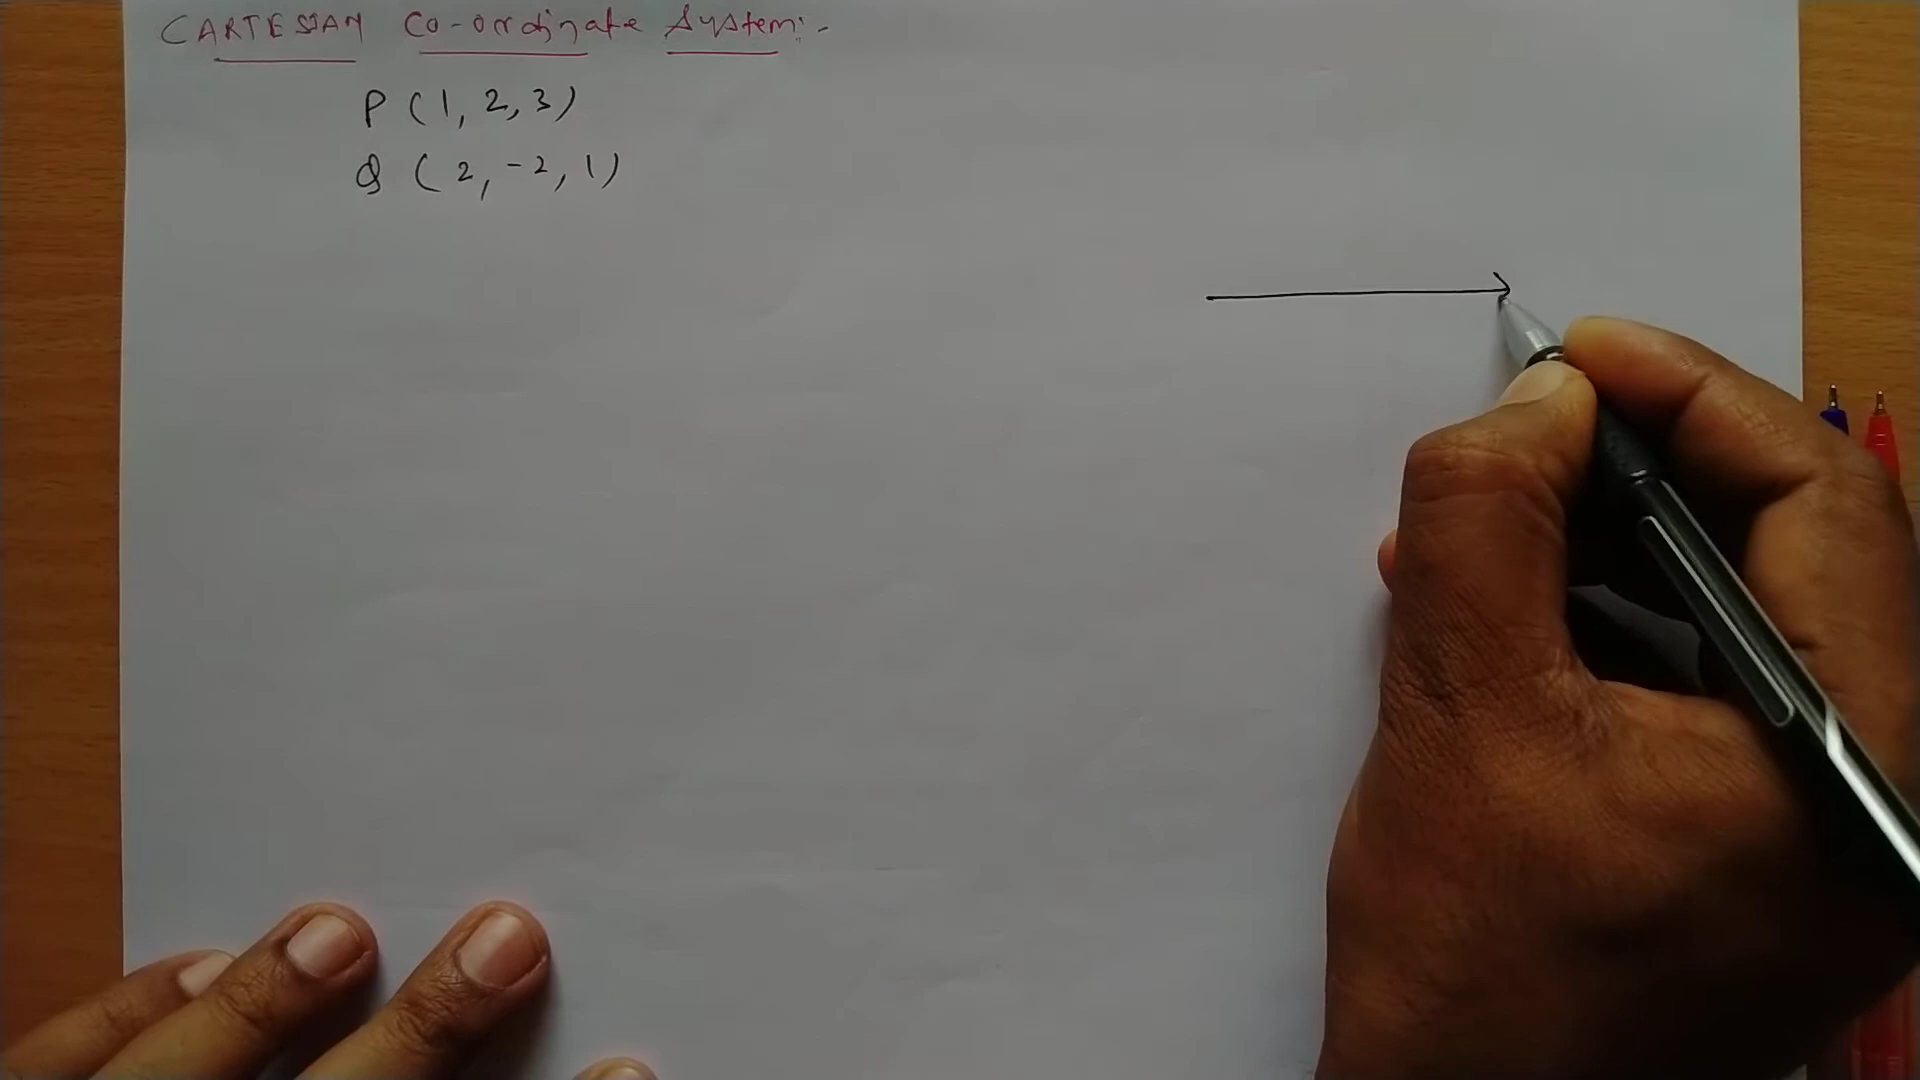 CARTESIAN Co-ordinate System:-
P (1, 2, 3)
Q (2, -2, 1)